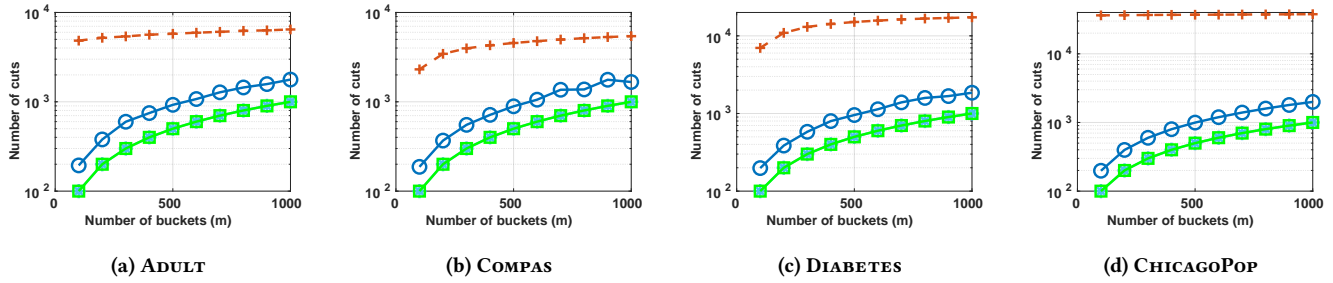 10^4
10^3
10^2
Number of cuts
0
500
1000
Number of buckets (m)
(a) Adult
10^4
10^3
10^2
Number of cuts
0
500
1000
Number of buckets (m)
(b) Compas
10^4
10^3
10^2
Number of cuts
0
500
1000
Number of buckets (m)
(c) Diabetes
10^4
10^3
10^2
Number of cuts
0
500
1000
Number of buckets (m)
(d) ChicagoPop